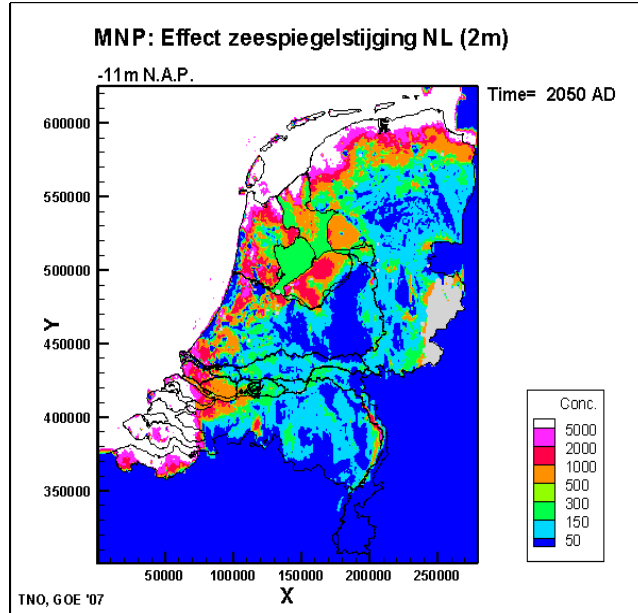 MNP: Effect zeespiegelstijging NL (2m)
-11m N.A.P.
Time= 2050 AD
600000
550000
500000
450000
400000
350000
Y
50000 100000 150000 200000 250000
X
Conc.
5000
2000
1000
500
300
150
50
TNO, GOE '07